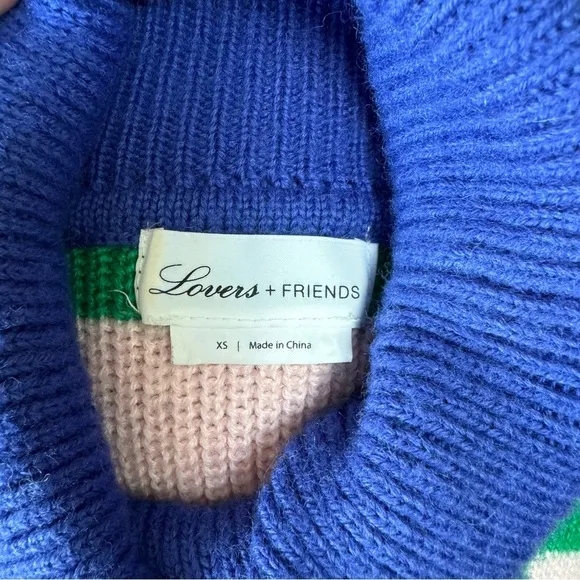 Lovers + FRIENDS
XS | Made in China